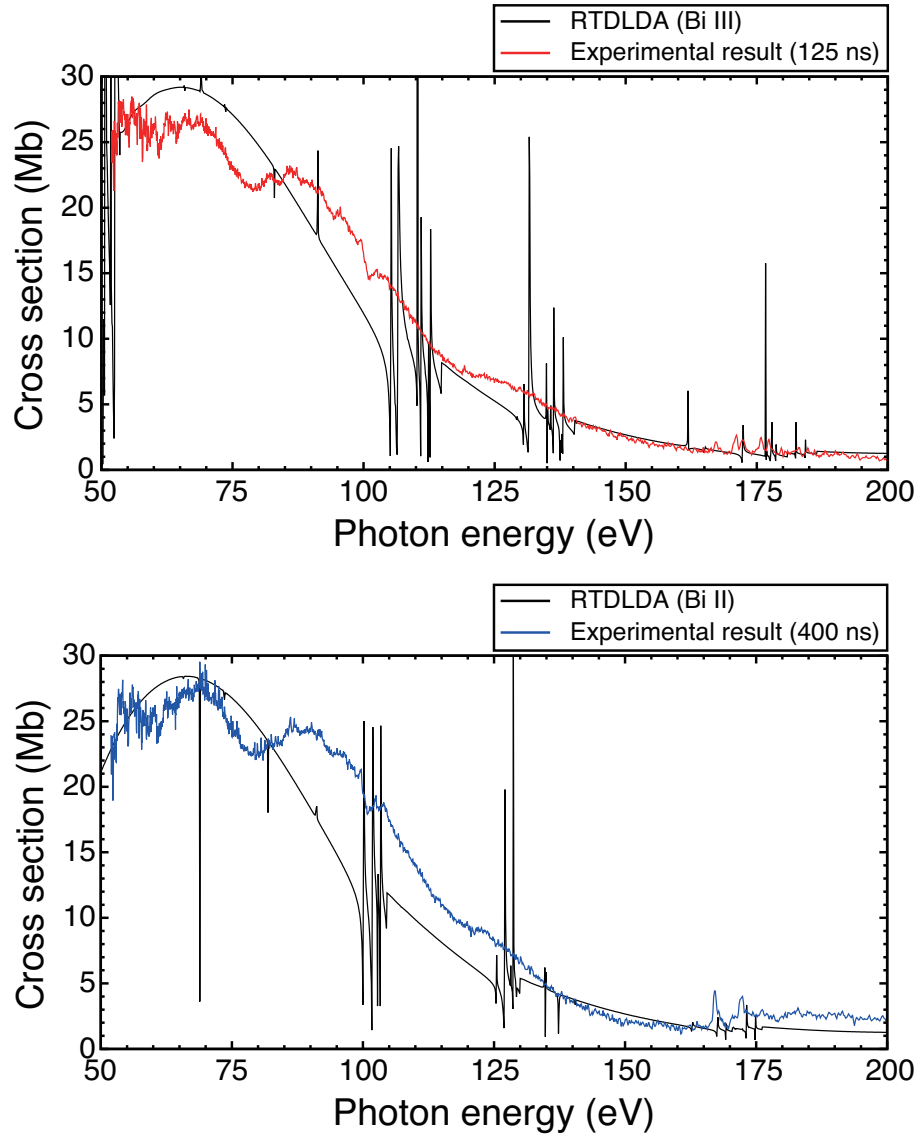 RTDLDA (Bi III)
Experimental result (125 ns)
30
25
20
15
10
5
0
Cross section (Mb)
50 75 100 125 150 175 200
Photon energy (eV)
RTDLDA (Bi II)
Experimental result (400 ns)
30
25
20
15
10
5
0
Cross section (Mb)
50 75 100 125 150 175 200
Photon energy (eV)